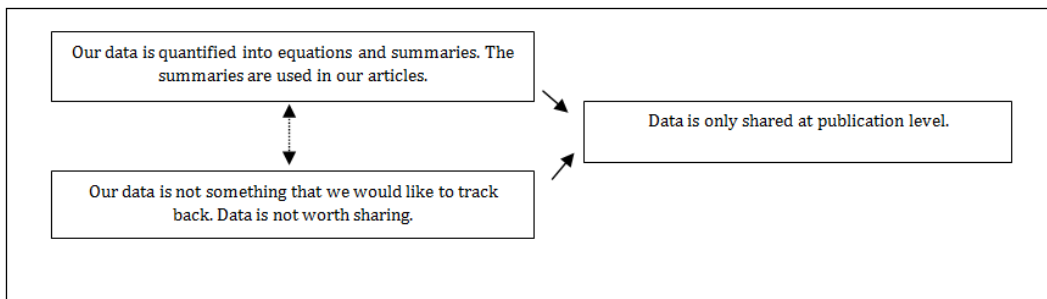 Our data is quantified into equations and summaries. The
summaries are used in our articles.
Data is only shared at publication level.
Our data is not something that we would like to track
back. Data is not worth sharing.